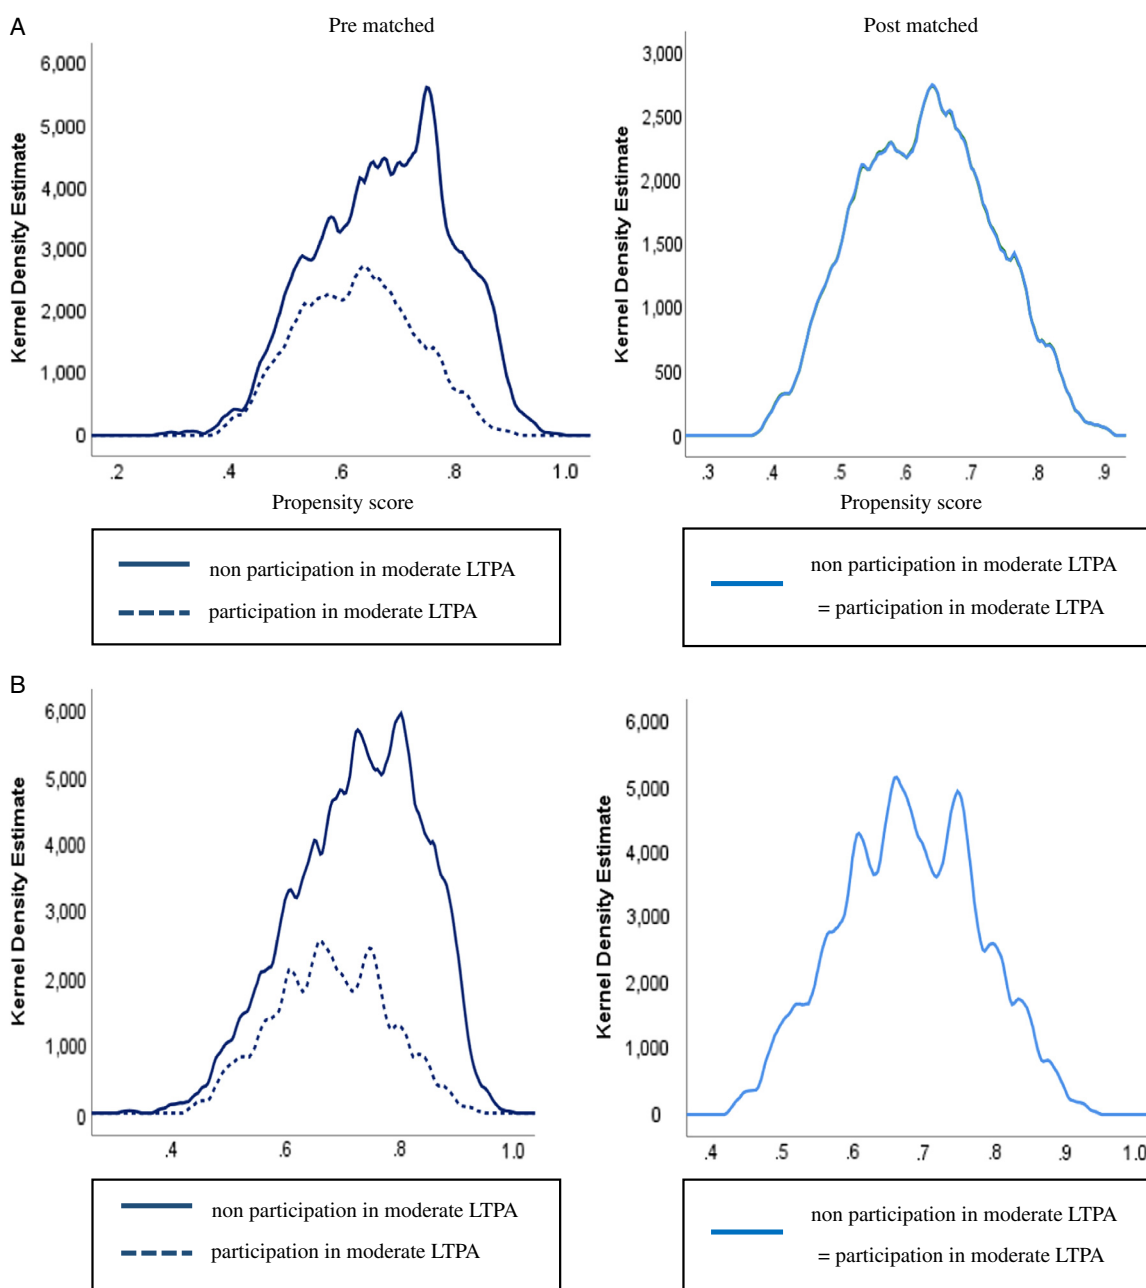 A
Pre matched
Kernel Density Estimate
6,000
5,000
4,000
3,000
2,000
1,000
0
.2 .4 .6 .8 1.0
Propensity score
non participation in moderate LTPA
participation in moderate LTPA
Post matched
Kernel Density Estimate
3,000
2,500
2,000
1,500
1,000
500
0
.3 .4 .5 .6 .7 .8 .9
Propensity score
non participation in moderate LTPA
= participation in moderate LTPA
B
Kernel Density Estimate
6,000
5,000
4,000
3,000
2,000
1,000
0
.4 .6 .8 1.0
non participation in moderate LTPA
participation in moderate LTPA
Kernel Density Estimate
6,000
5,000
4,000
3,000
2,000
1,000
0
.4 .5 .6 .7 .8 .9 1.0
non participation in moderate LTPA
= participation in moderate LTPA